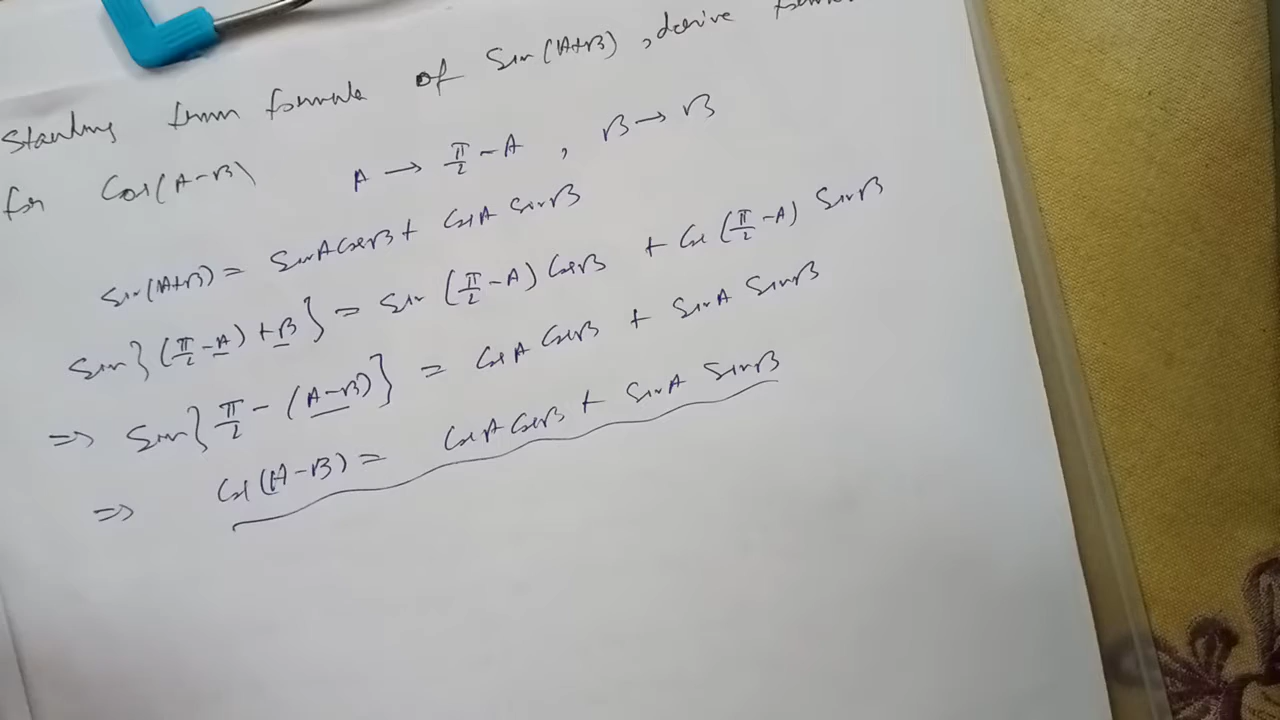 Starting from formula of Sin(A+B), derive
for Cos(A-B) A → π/2 - A , B → B
Sin(A+B) = SinA CosB + CosA SinB
Sin{(π/2 - A) + B} = Sin (π/2 - A) CosB + Cos (π/2 - A) SinB
=> Sin{π/2 - (A-B)} = CosA CosB + SinA SinB
=> Cos(A-B) = CosA CosB + SinA SinB